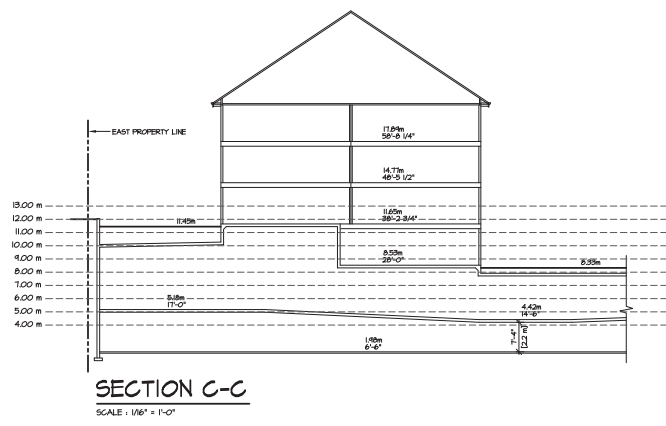 17.89m
58'-8 1/4"
EAST PROPERTY LINE
14.77m
48'-5 1/2"
13.00 m
12.00 m
11.65m
38'-2 3/4"
11.45m
11.00 m
10.00 m
9.00 m
8.53m
28'-0"
8.33m
8.00 m
7.00 m
6.00 m
5.18m
17'-0"
5.00 m
4.42m
14'-6"
4.00 m
7'-4"
[2.2 m]
1.98m
6'-6"
SECTION C-C
SCALE : 1/16" = 1'-0"